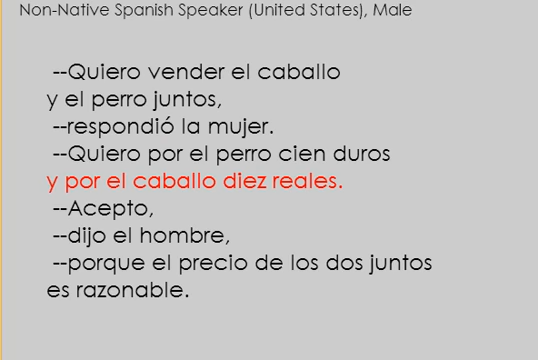 Non-Native Spanish Speaker (United States), Male
--Quiero vender el caballo
y el perro juntos,
--respondió la mujer.
--Quiero por el perro cien duros
y por el caballo diez reales.
--Acepto,
--dijo el hombre,
--porque el precio de los dos juntos
es razonable.